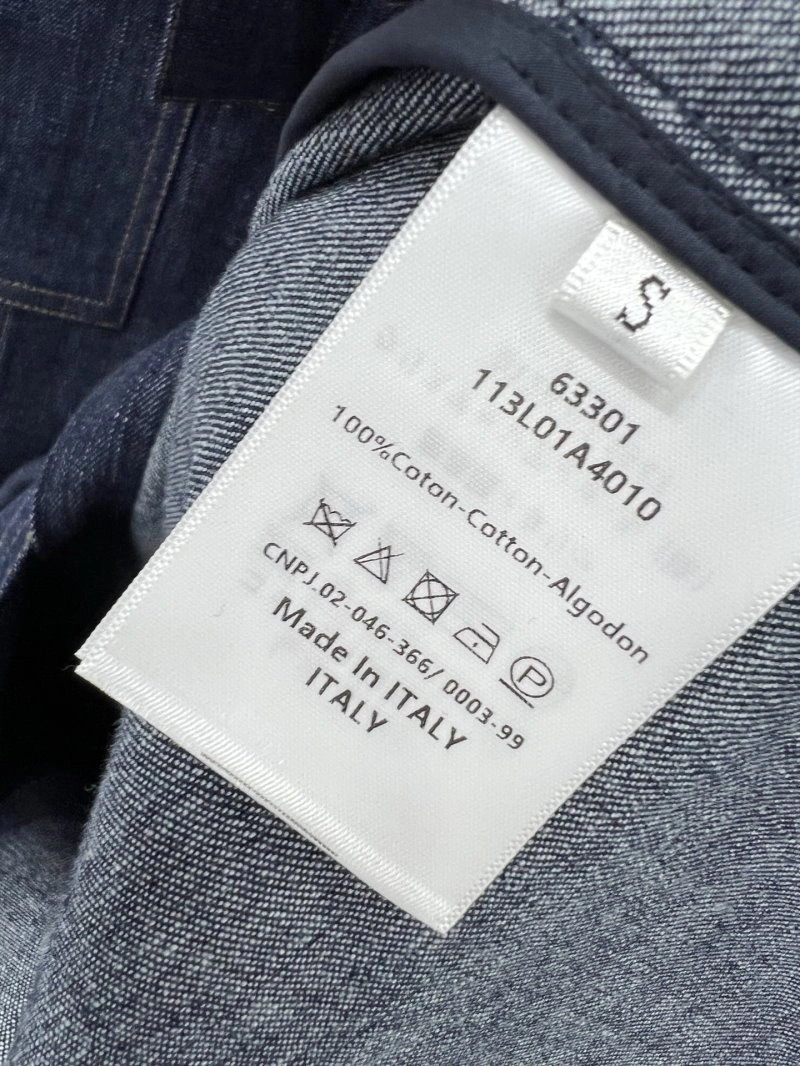 S
63301
113L01A4010
100%Coton-Cotton-Algodon
P
CNPJ.02-046-366/ 0003-99
Made In ITALY
ITALY